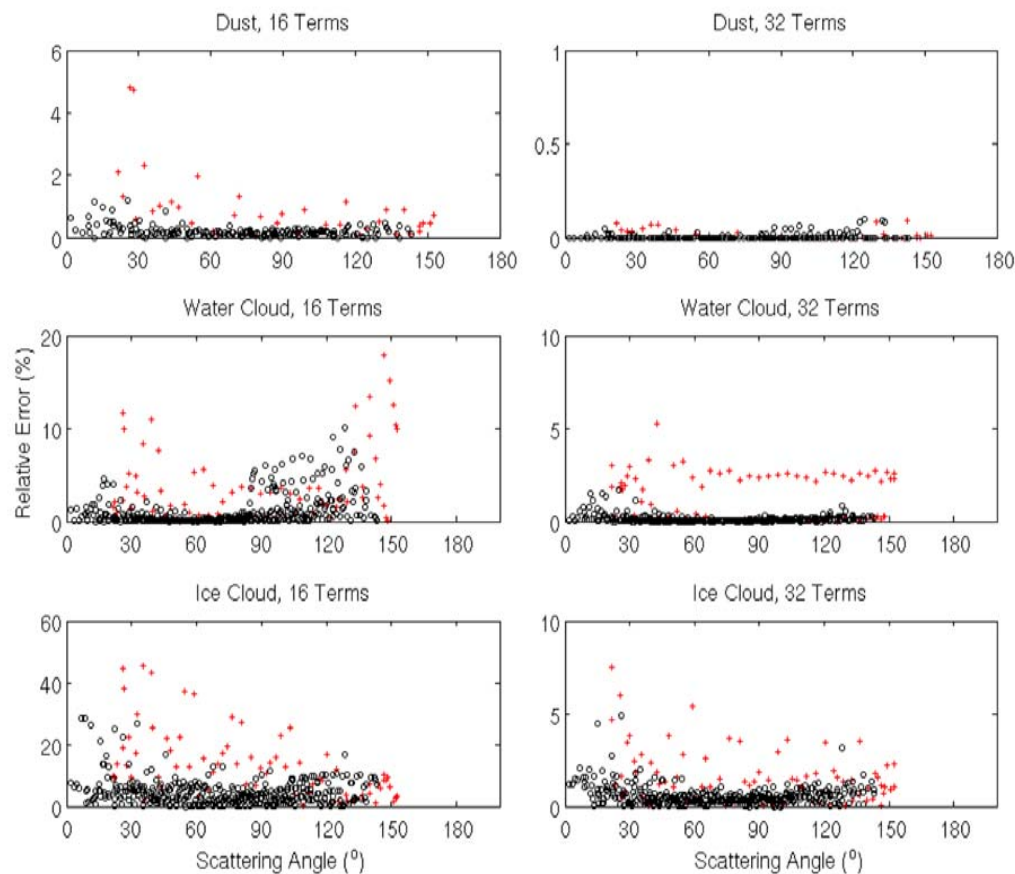 Dust, 16 Terms
Dust, 32 Terms
6
4
2
0
0 30 60 90 120 150 180
1
0.5
0
0 30 60 90 120 150 180
Water Cloud, 16 Terms
Water Cloud, 32 Terms
Relative Error (%)
20
10
0
0 30 60 90 120 150 180
10
5
0
0 30 60 90 120 150 180
Ice Cloud, 16 Terms
Ice Cloud, 32 Terms
60
40
20
0
0 30 60 90 120 150 180
10
5
0
0 30 60 90 120 150 180
Scattering Angle (⁰)
Scattering Angle (⁰)